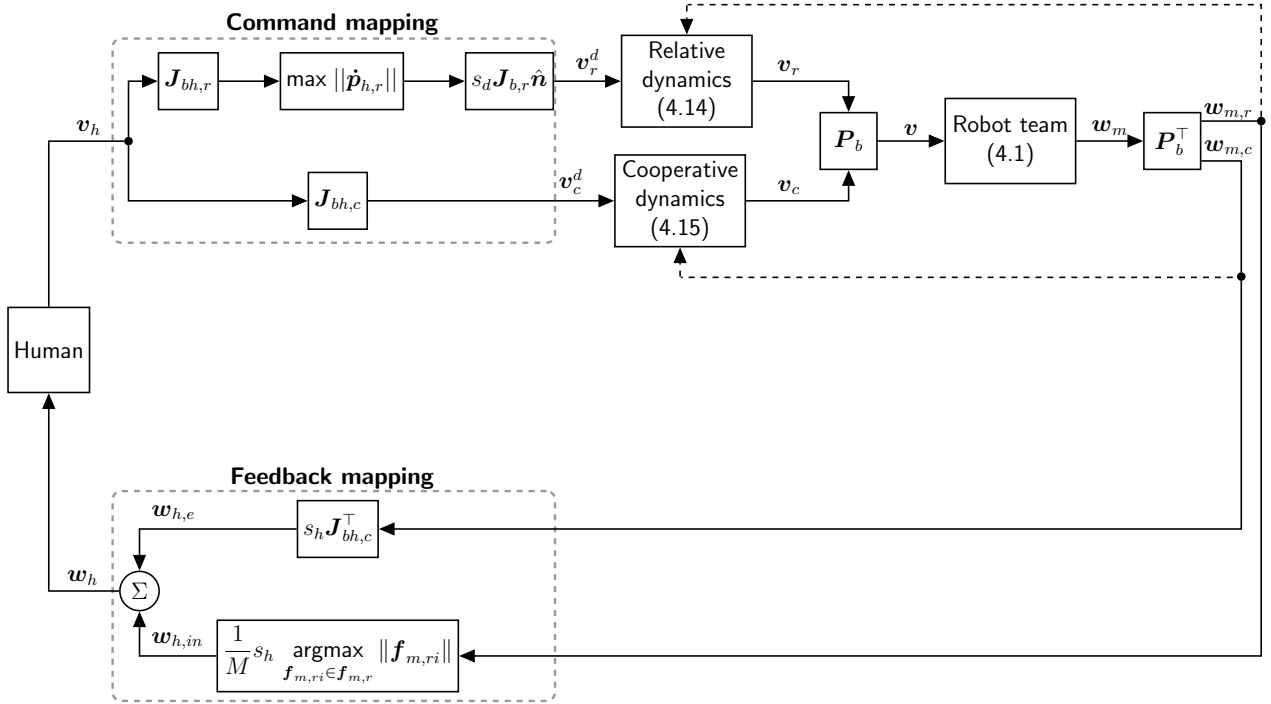 Command mapping
J_{bh,r}
max ||ṗ_{h,r}||
s_d J_{b,r} n̂
v_r^d
Relative
dynamics
(4.14)
v_r
v_h
J_{bh,c}
v_c^d
Cooperative
dynamics
(4.15)
v_c
P_b
v
Robot team
(4.1)
w_m
P_b^⊤
w_{m,r}
w_{m,c}
Human
Feedback mapping
w_{h,e}
s_h J_{bh,c}^⊤
w_h
Σ
w_{h,in}
\frac{1}{M} s_h argmax_{f_{m,ri} ∈ f_{m,r}} ‖f_{m,ri}‖